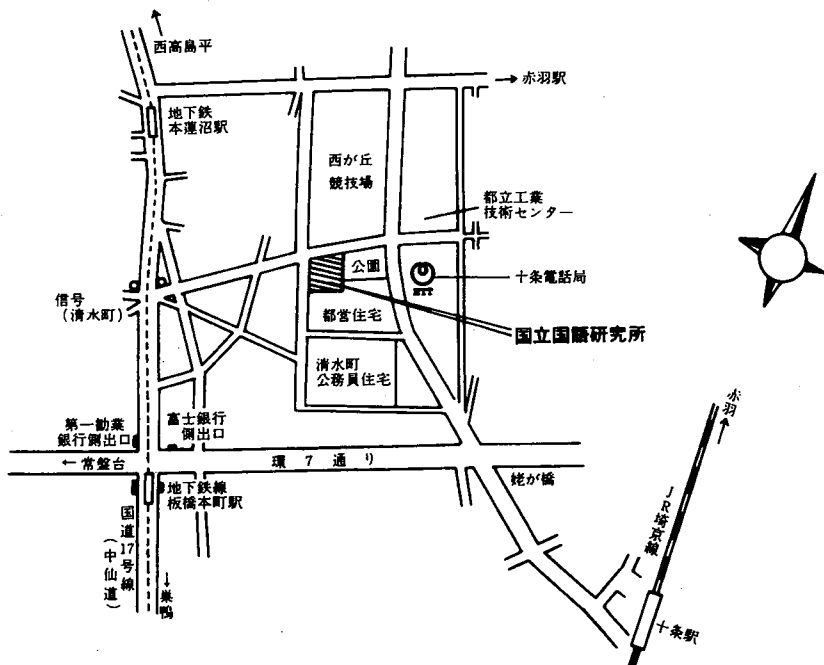 西高島平
→赤羽駅
地下鉄
本蓮沼駅
西が丘
競技場
都立工業
技術センター
公園
十条電話局
NTT
信号
(清水町)
都営住宅
国立国語研究所
清水町
公務員住宅
第一勧業
銀行側出口
富士銀行
側出口
赤羽
←常盤台
環7通り
地下鉄線
板橋本町駅
姥が橋
JR埼京線
国道17号線
(中仙道)
→巣鴨
十条駅